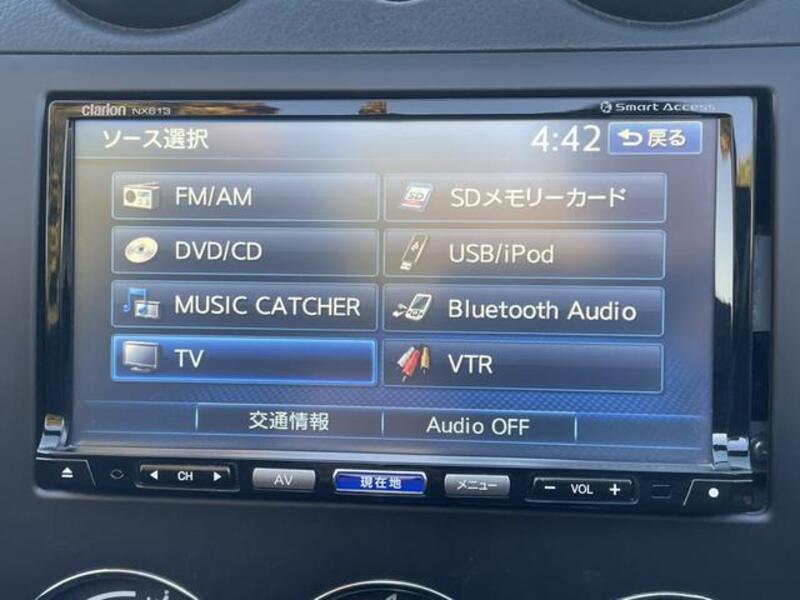 clarion NX613 Smart Access
ソース選択 4:42 戻る
FM/AM SDメモリーカード
DVD/CD USB/iPod
MUSIC CATCHER Bluetooth Audio
TV VTR
交通情報 Audio OFF
CH AV 現在地 メニュー − VOL +